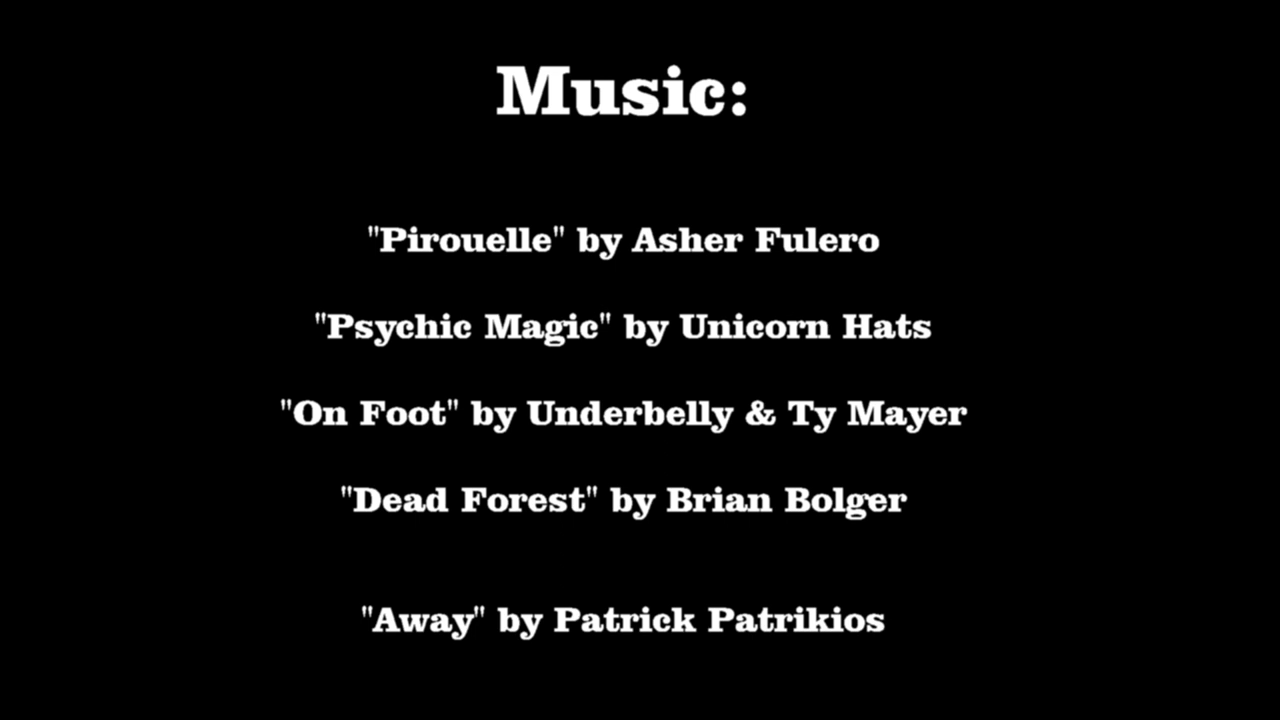 Music:
"Pirouelle" by Asher Fulero
"Psychic Magic" by Unicorn Hats
"On Foot" by Underbelly & Ty Mayer
"Dead Forest" by Brian Bolger
"Away" by Patrick Patrikios